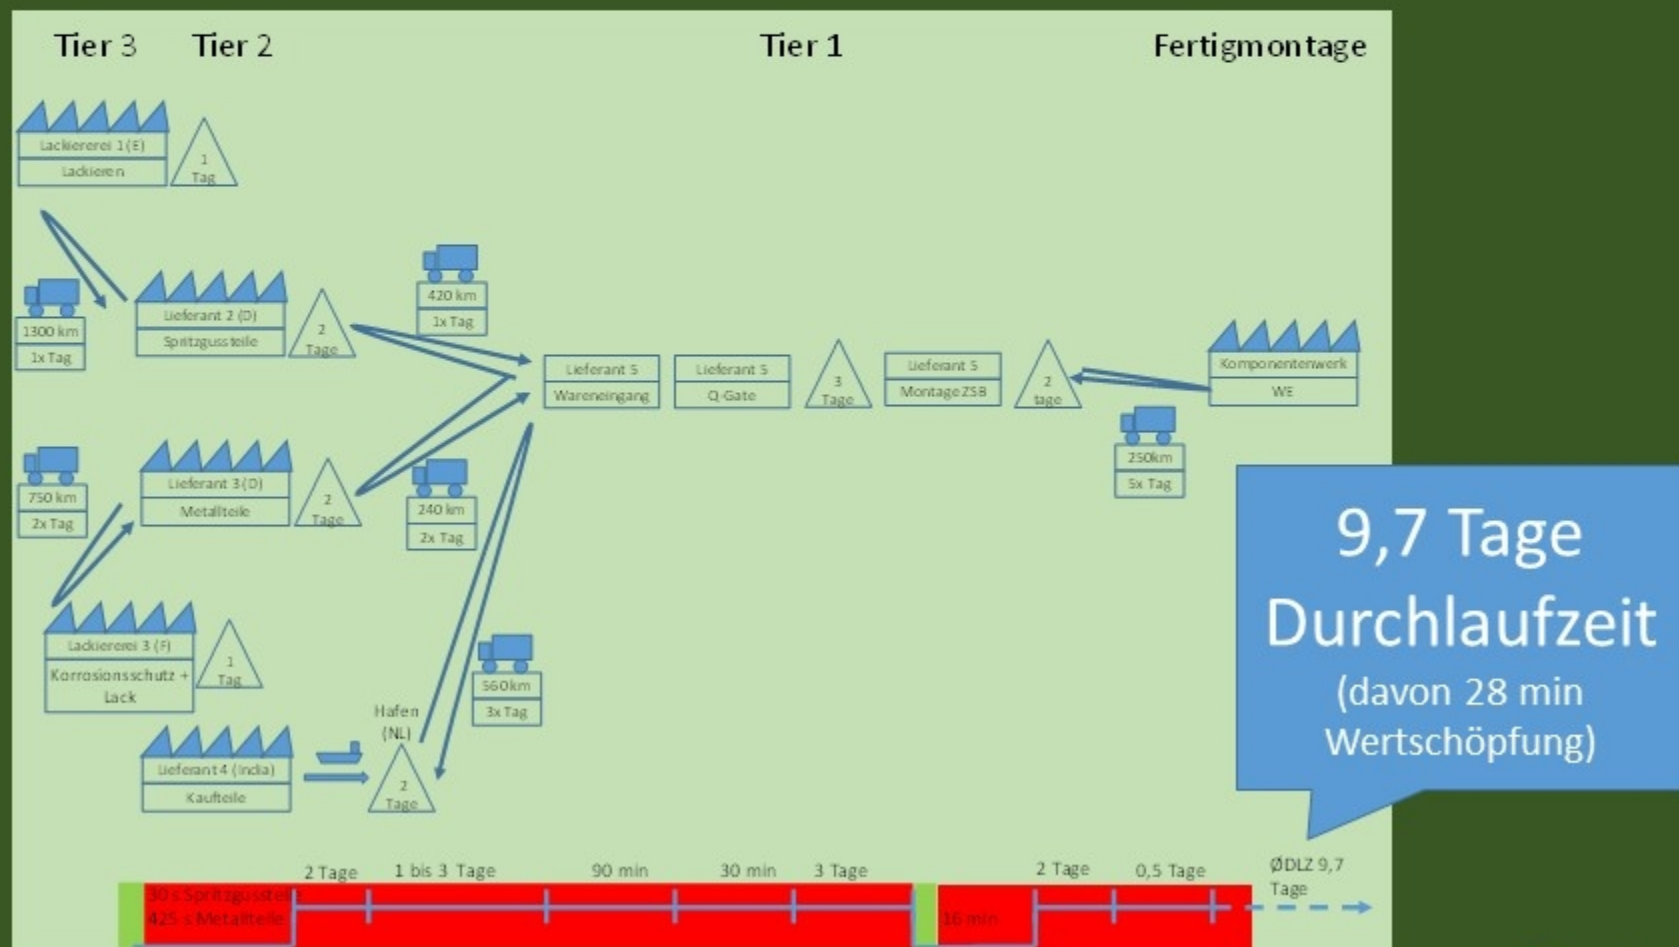 Tier 3
Tier 2
Tier 1
Fertigmontage
Lackiererei 1 (E)
Lackieren
1
Tag
1300 km
1x Tag
Lieferant 2 (D)
Spritzgussteile
2
Tage
420 km
1x Tag
Lieferant 5
Wareneingang
Lieferant 5
Q-Gate
3
Tage
Lieferant 5
Montage ZSB
2
tage
Komponentenwerk
WE
250km
5x Tag
750 km
2x Tag
Lieferant 3 (D)
Metallteile
2
Tage
240 km
2x Tag
Lackiererei 3 (F)
Korrosionsschutz +
Lack
1
Tag
560km
3x Tag
Hafen
(NL)
Lieferant 4 (India)
Kaufteile
2
Tage
9,7 Tage
Durchlaufzeit
(davon 28 min
Wertschöpfung)
2 Tage
1 bis 3 Tage
90 min
30 min
3 Tage
2 Tage
0,5 Tage
ØDLZ 9,7
Tage
30 s Spritzgussteile
425 s Metallteile
16 min